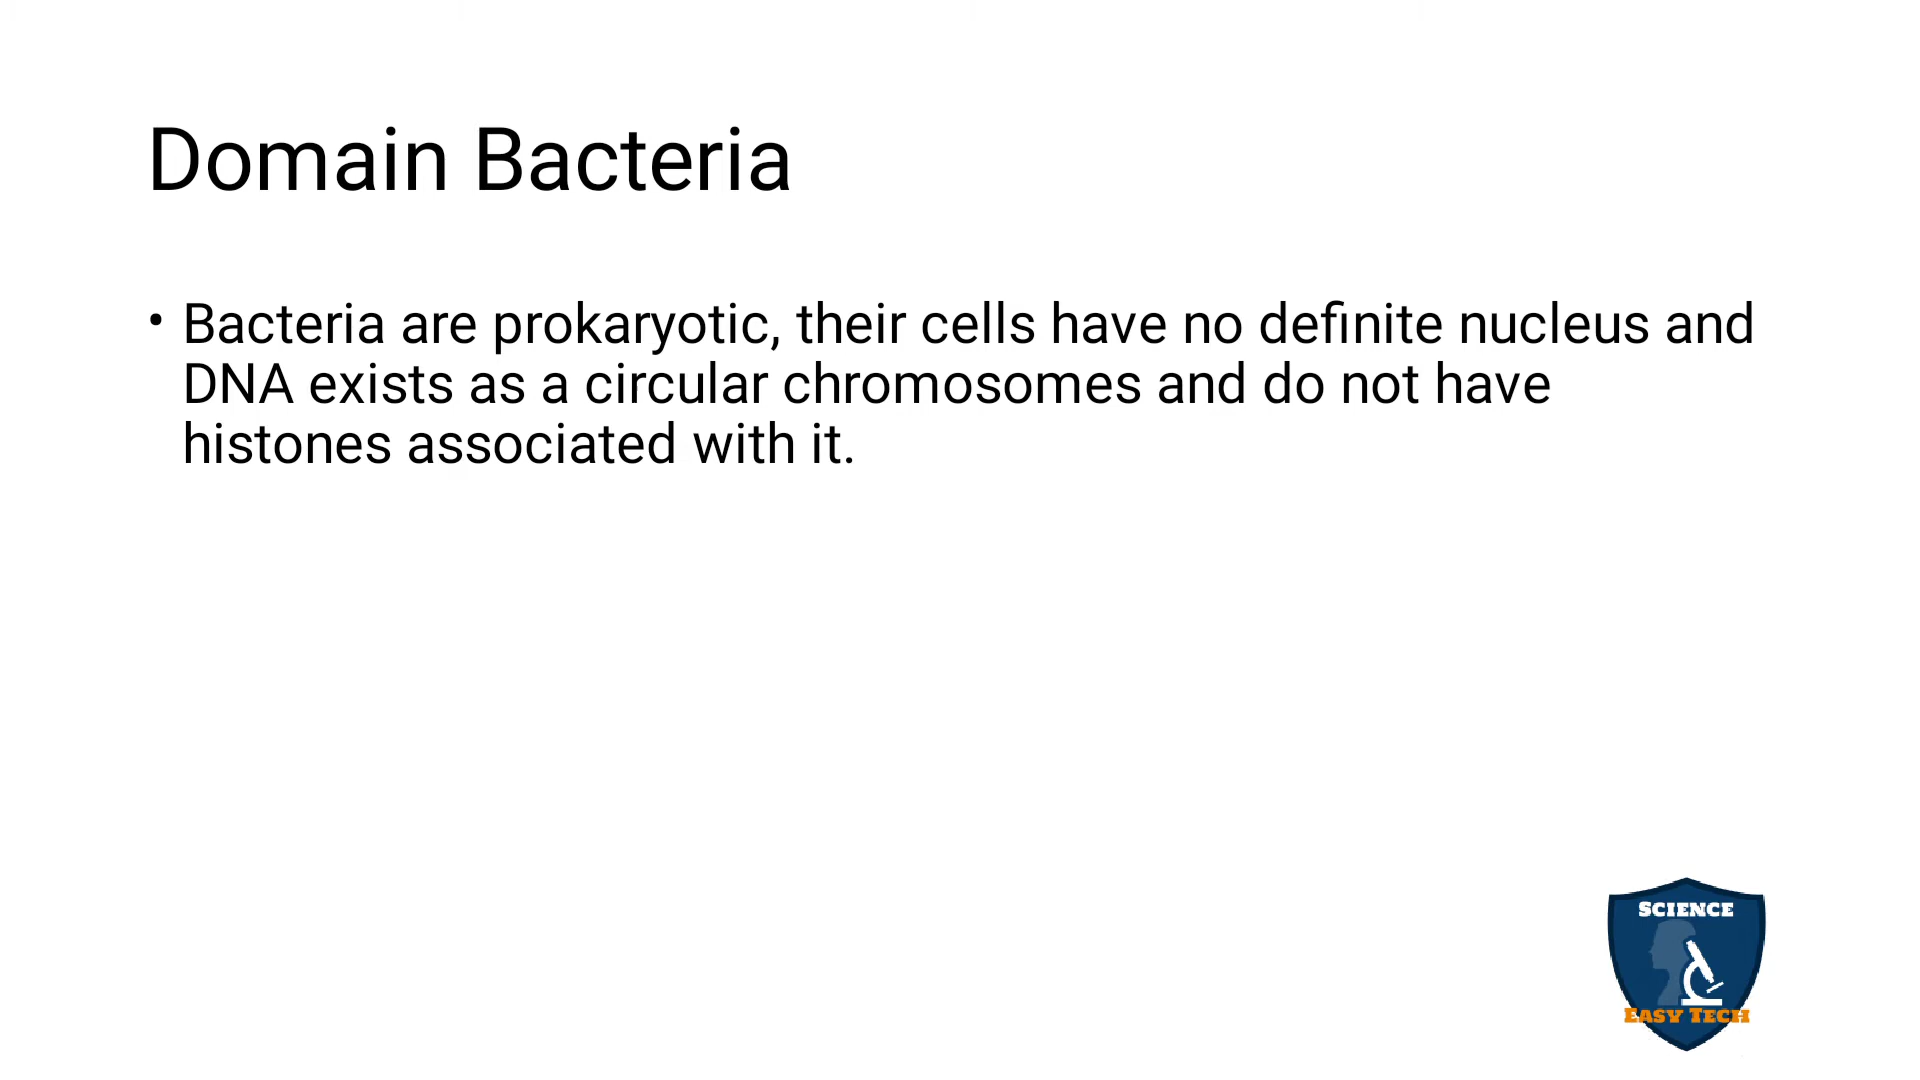 Domain Bacteria
• Bacteria are prokaryotic, their cells have no definite nucleus and
DNA exists as a circular chromosomes and do not have
histones associated with it.
SCIENCE
EASY TECH